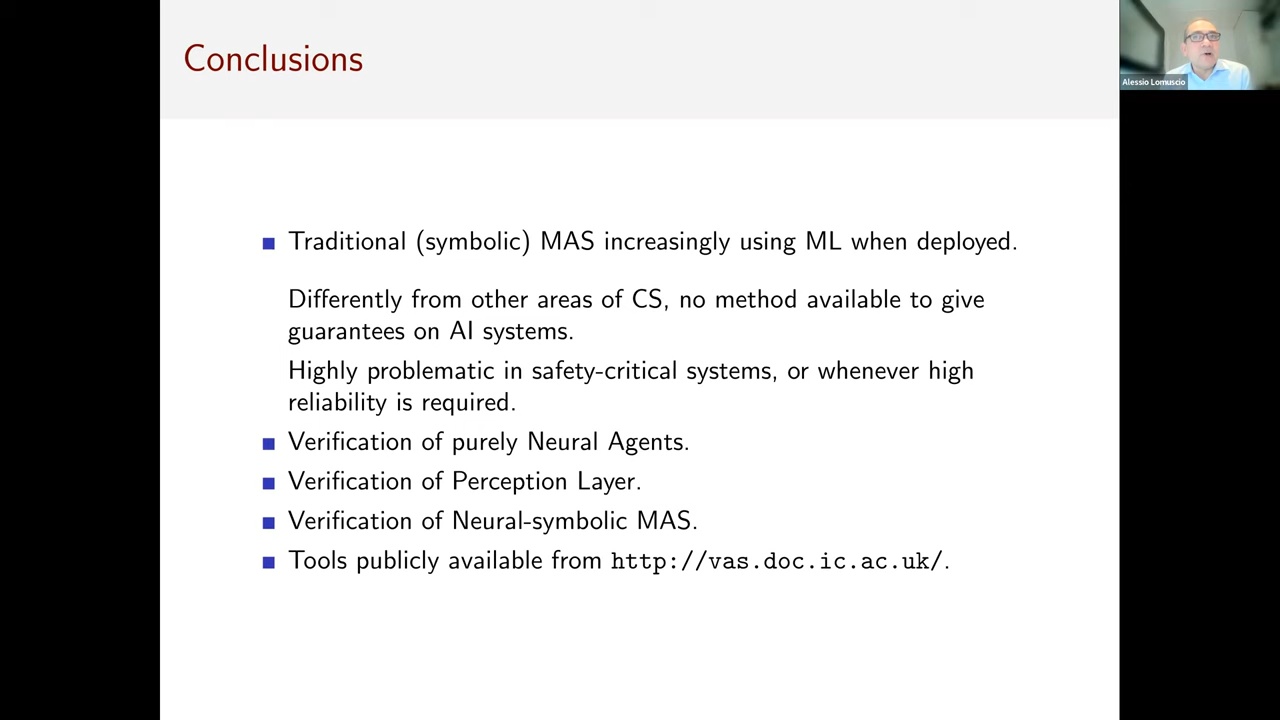 Conclusions
Alessio Lomuscio
Traditional (symbolic) MAS increasingly using ML when deployed.
Differently from other areas of CS, no method available to give
guarantees on AI systems.
Highly problematic in safety-critical systems, or whenever high
reliability is required.
Verification of purely Neural Agents.
Verification of Perception Layer.
Verification of Neural-symbolic MAS.
Tools publicly available from http://vas.doc.ic.ac.uk/.